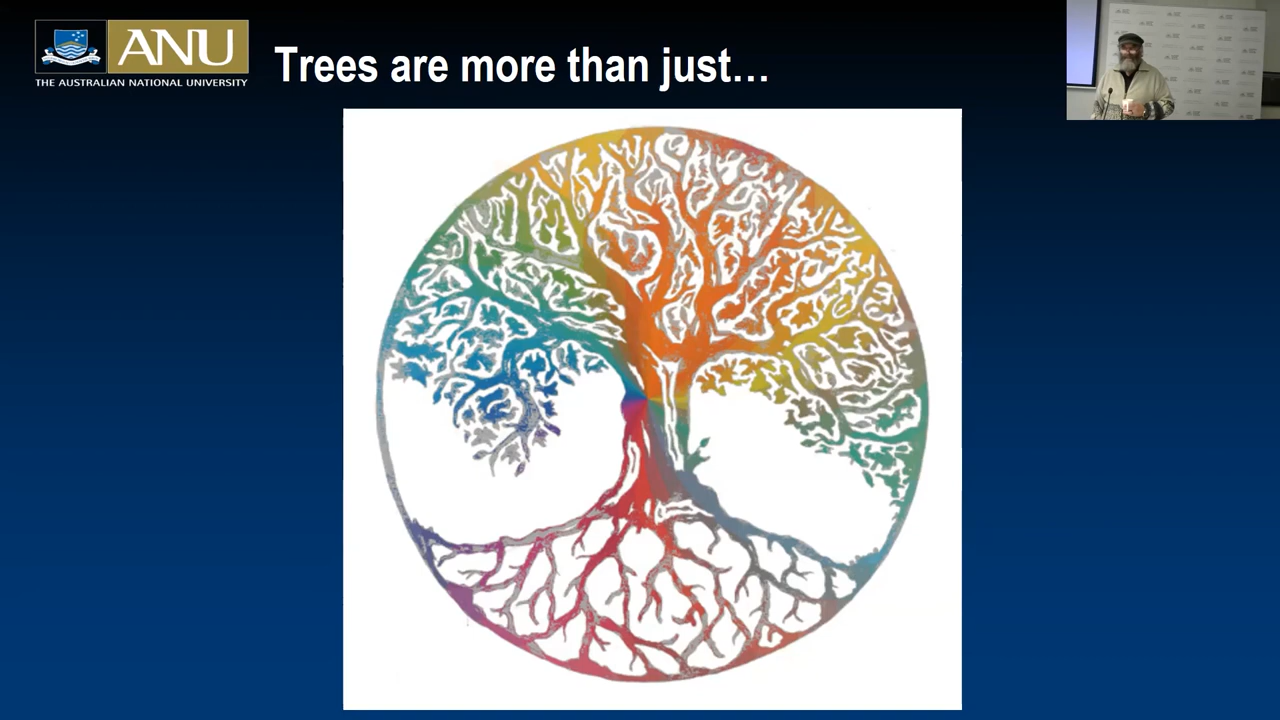 ANU
THE AUSTRALIAN NATIONAL UNIVERSITY
Trees are more than just…